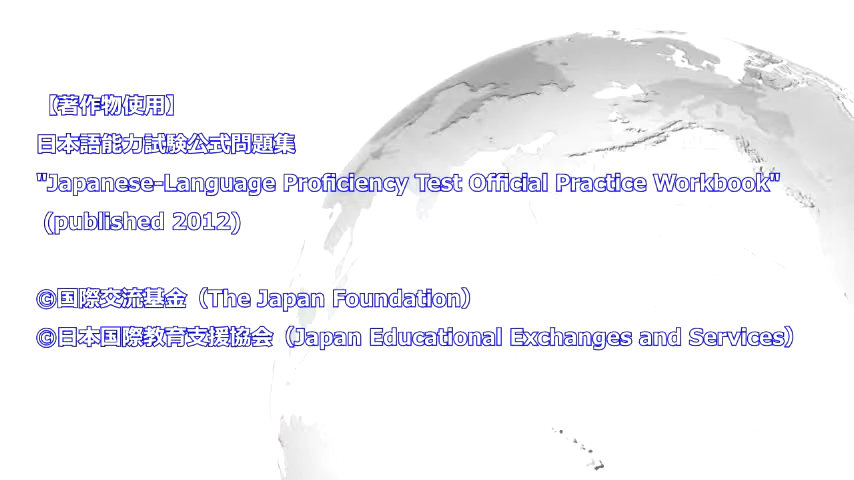 【著作物使用】
日本語能力試験公式問題集
"Japanese-Language Proficiency Test Official Practice Workbook"
(published 2012)
©国際交流基金（The Japan Foundation）
©日本国際教育支援協会（Japan Educational Exchanges and Services）